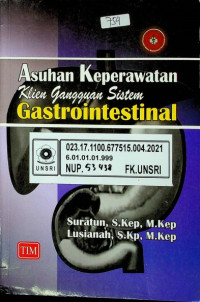 754
Asuhan Keperawatan
Klien Gangguan Sistem
Gastrointestinal
023.17.1100.677515.004.2021
6.01.01.01.999
UNSRI
NUP. 53438
FK.UNSRI
Suratun, S.Kep, M.Kep
Lusianah, S.Kp, M.Kep
TIM